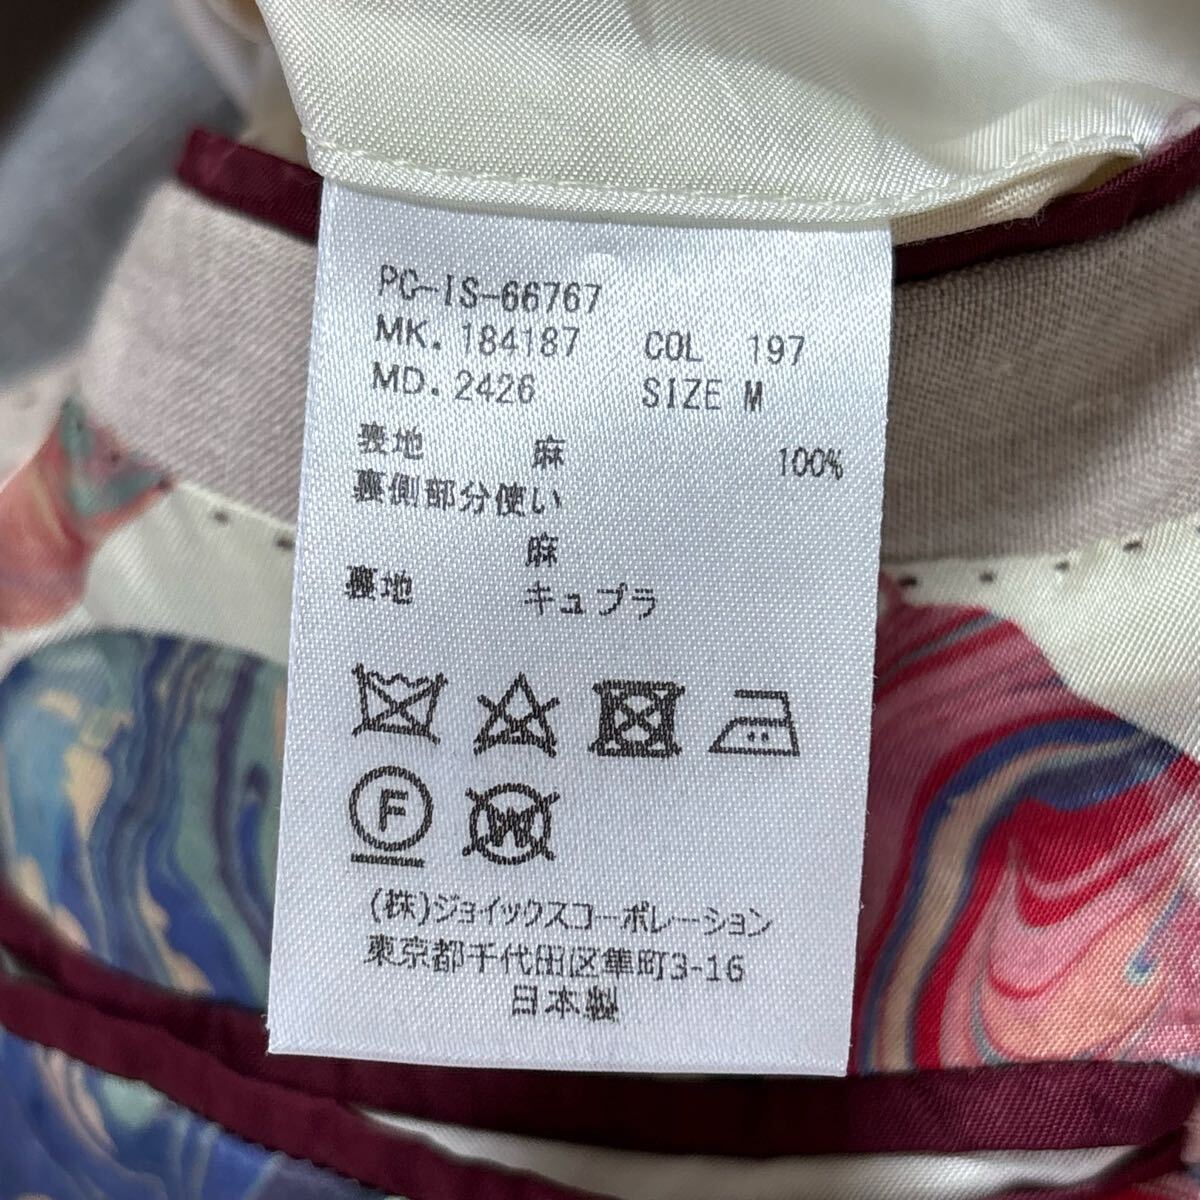 PG-IS-66767
MK. 184187 COL 197
MD. 2426 SIZE M
表地 麻 100%
裏側部分使い
麻
裏地 キュプラ
F
W
(株)ジョイックスコーポレーション
東京都千代田区隼町3-16
日本製